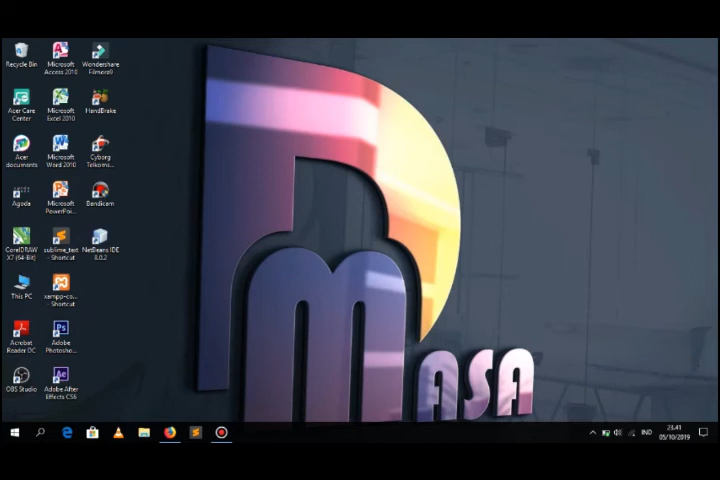 Recycle Bin
Microsoft
Access 2010
Wondershare
Filmora9
Acer Care
Center
Microsoft
Excel 2010
HandBrake
Acer
documents
Microsoft
Word 2010
Cyborg
Telkoms...
Agoda
Microsoft
PowerPoi...
Bandicam
CorelDRAW
X7 (64-Bit)
sublime_text
- Shortcut
NetBeans IDE
8.0.2
This PC
xampp-co...
- Shortcut
Acrobat
Reader DC
Adobe
Photosho...
OBS Studio
Adobe After
Effects CS6
DMASA
IND
23.41
05/10/2019